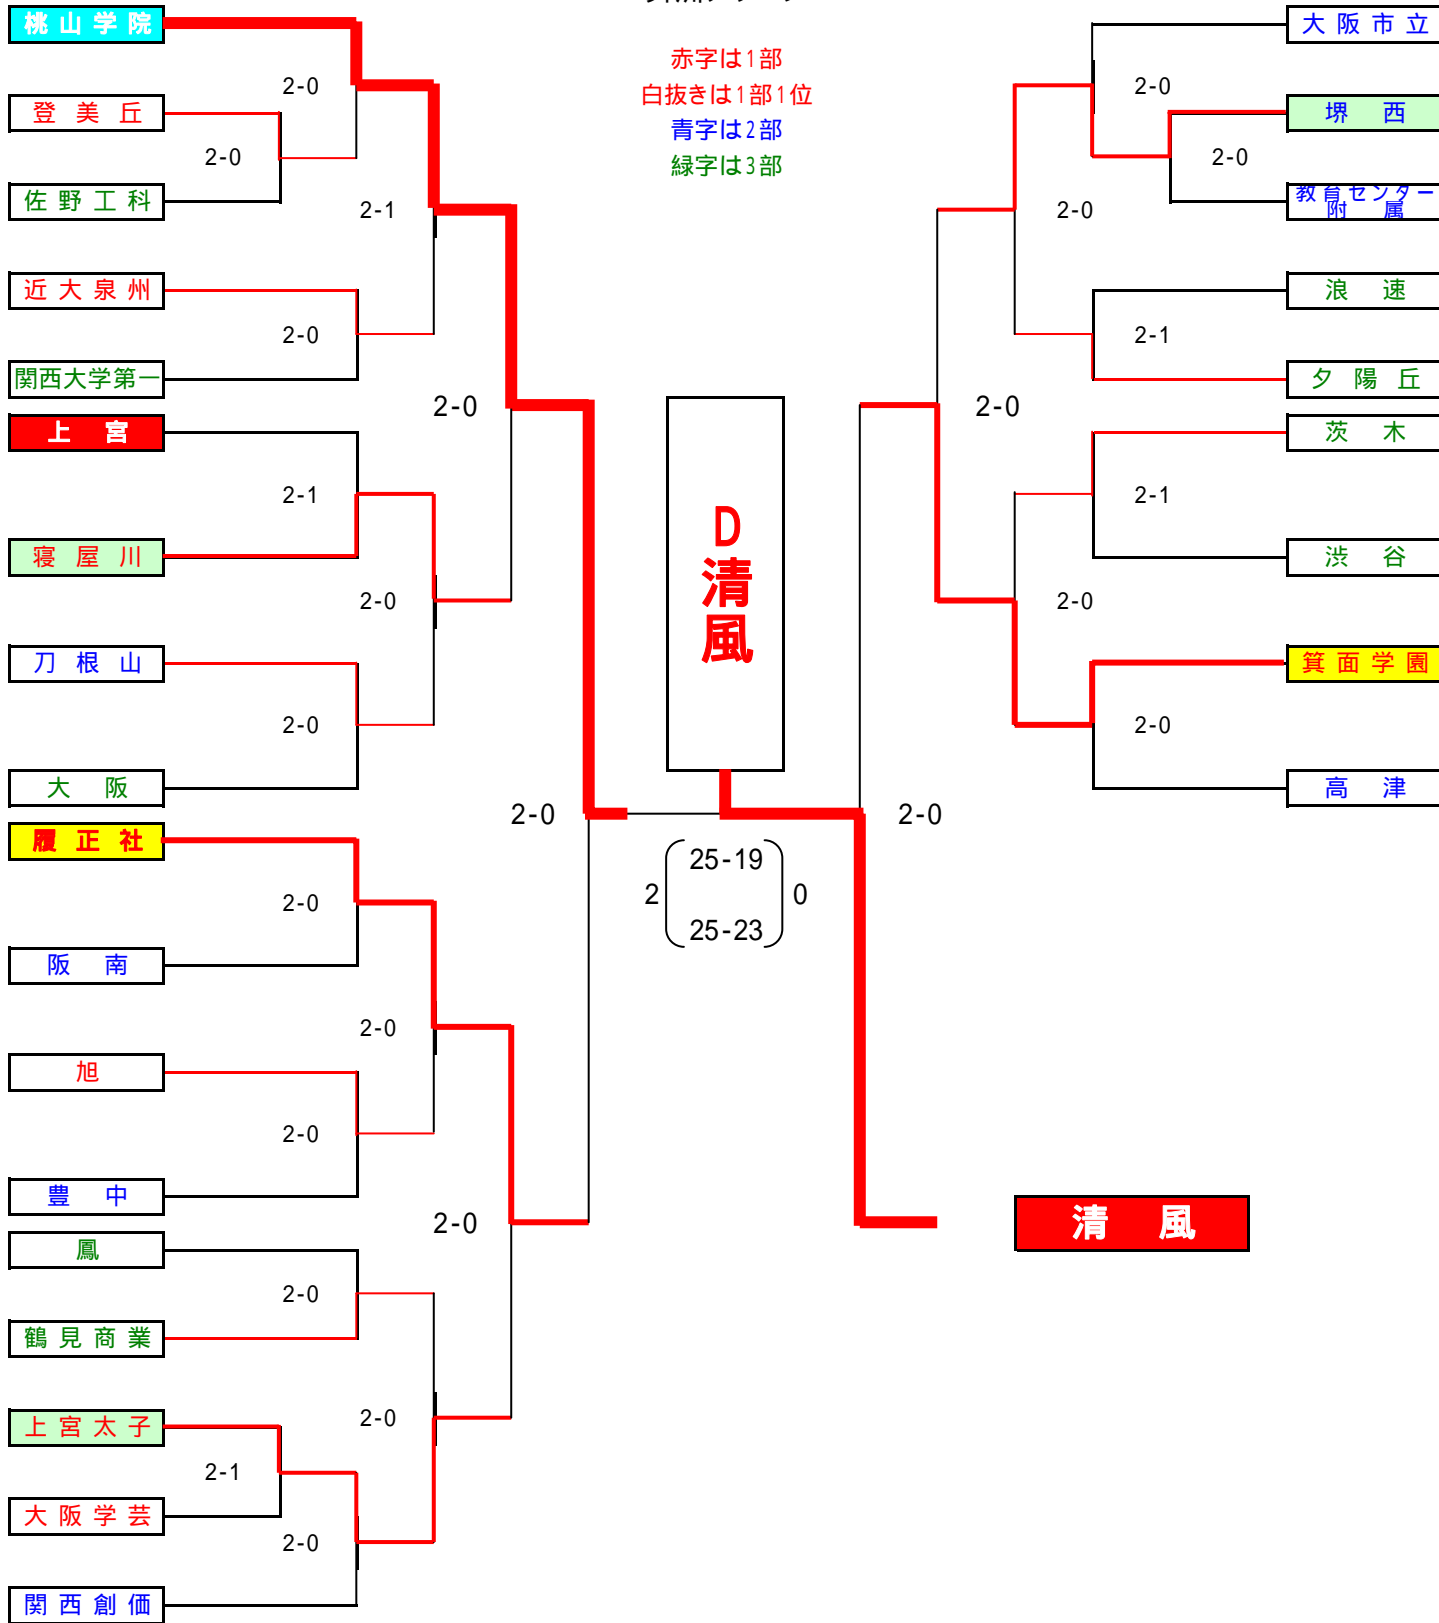 赤字は1部
白抜きは1部1位
青字は2部
緑字は3部
桃山学院
登美丘
佐野工科
近大泉州
関西大学第一
上宮
寝屋川
刀根山
大阪
履正社
阪南
旭
豊中
鳳
鶴見商業
上宮太子
大阪学芸
関西創価
2-0
2-0
2-1
2-0
2-0
2-1
2-0
2-0
2-0
2-0
2-0
2-0
2-0
2-0
2-0
2-1
2-0
D
清
風
25-19
2
0
25-23
大阪市立
堺西
教育センター
附属
浪速
夕陽丘
茨木
渋谷
箕面学園
高津
2-0
2-0
2-0
2-1
2-0
2-1
2-0
2-0
2-0
清風